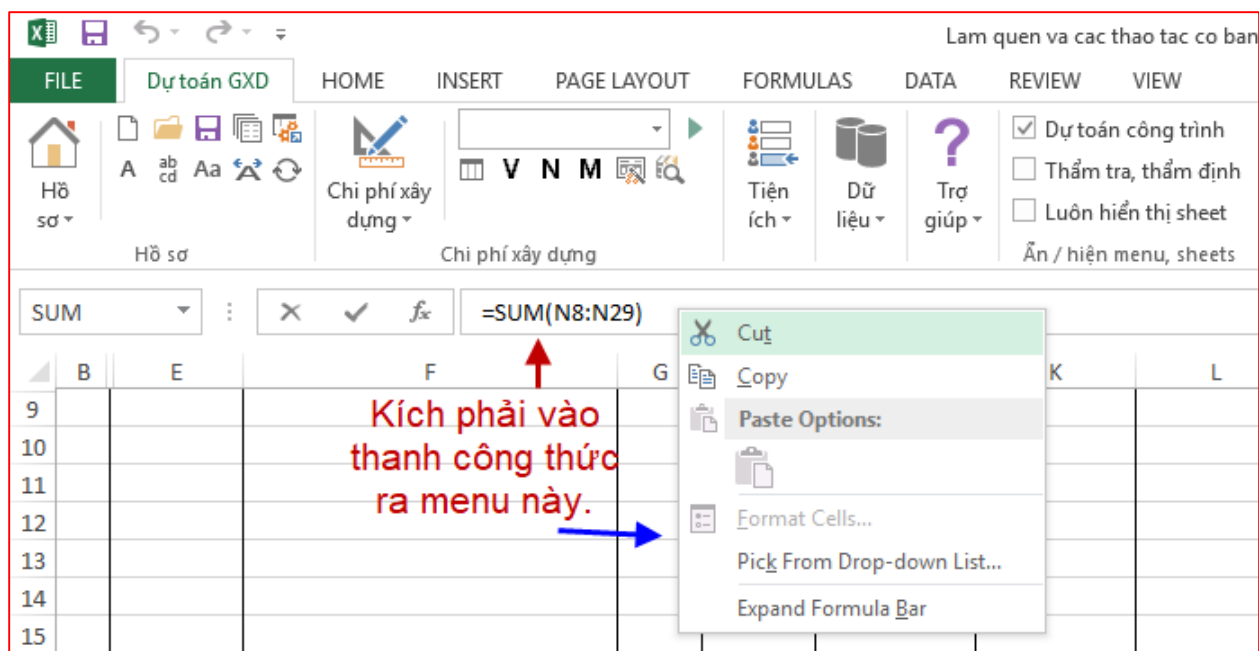 Lam quen va cac thao tac co ban
FILE Dự toán GXD HOME INSERT PAGE LAYOUT FORMULAS DATA REVIEW VIEW
Hồ sơ
A ab cd Aa
Chi phí xây dựng
V N M
Tiện ích
Dữ liệu
Trợ giúp
Dự toán công trình
Thẩm tra, thẩm định
Luôn hiển thị sheet
Hồ sơ Chi phí xây dựng Ẩn / hiện menu, sheets
SUM fx =SUM(N8:N29)
B E F G K L
9
10
11
12
13
14
15
Kích phải vào
thanh công thức
ra menu này.
Cut
Copy
Paste Options:
Format Cells...
Pick From Drop-down List...
Expand Formula Bar